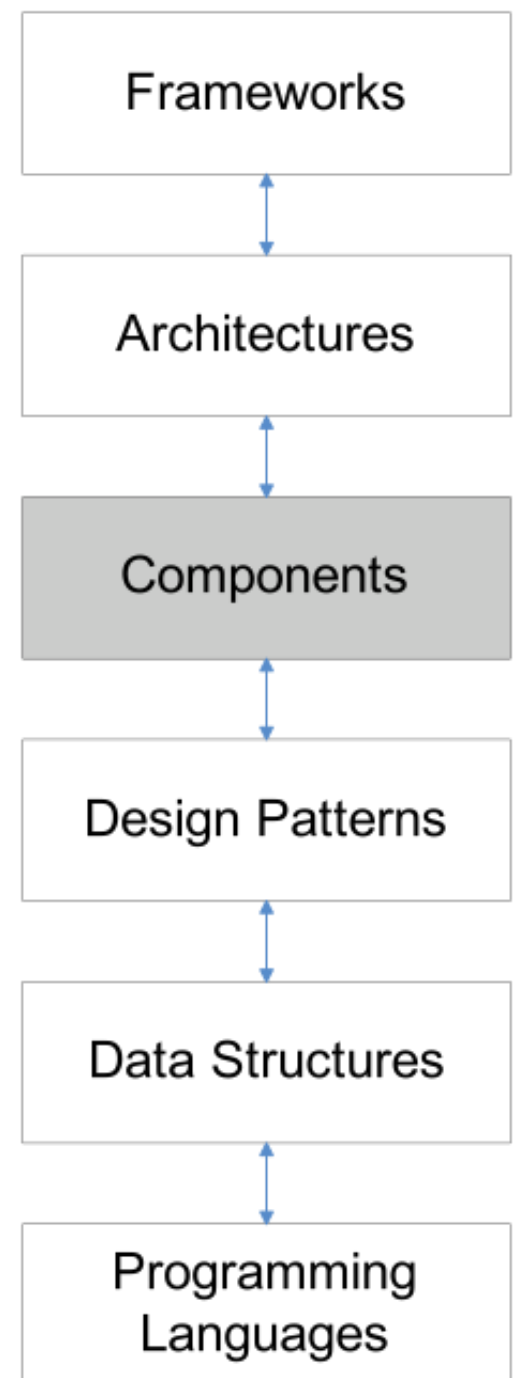 Frameworks
Architectures
Components
Design Patterns
Data Structures
Programming
Languages